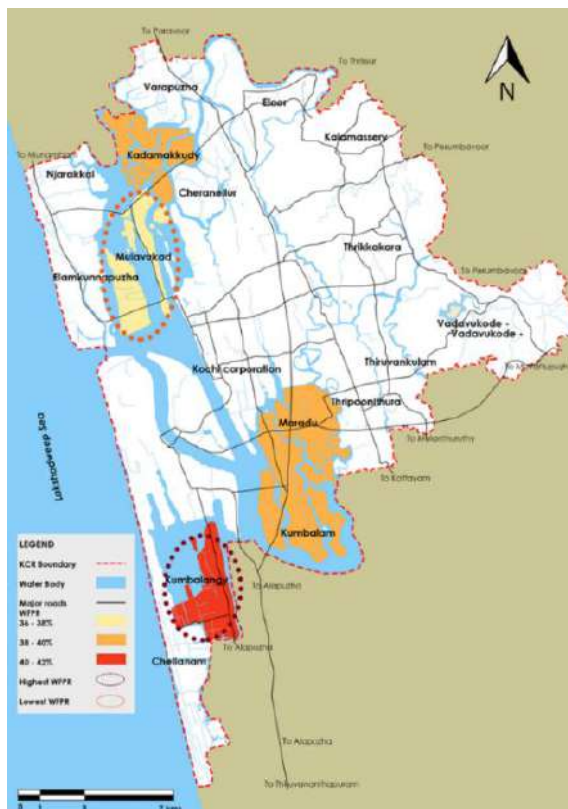 To Paravoor
To Thrissur
Varapuzha
Eloor
Kalamassery
To Perumbavoor
To Munambam
Kadamakkudy
Njarakkal
Cheranellur
Mulavukad
Elamkunnapuzha
Thrikkakara
To Perumbavoor
Vadavukode -
Vadavukode -
Kochi corporation
Thiruvankulam
Thripoonithura
Maradu
To Kottayam
Lakshadweep Sea
Kumbalam
Kumbalangy
To Alapuzha
To Alapuzha
Chellanam
To Alapuzha
To Thiruvananthapuram
N
LEGEND
KCR Boundary
Water Body
Major roads
WFPR
36 - 38%
38 - 40%
40 - 42%
Highest WFPR
Lowest WFPR